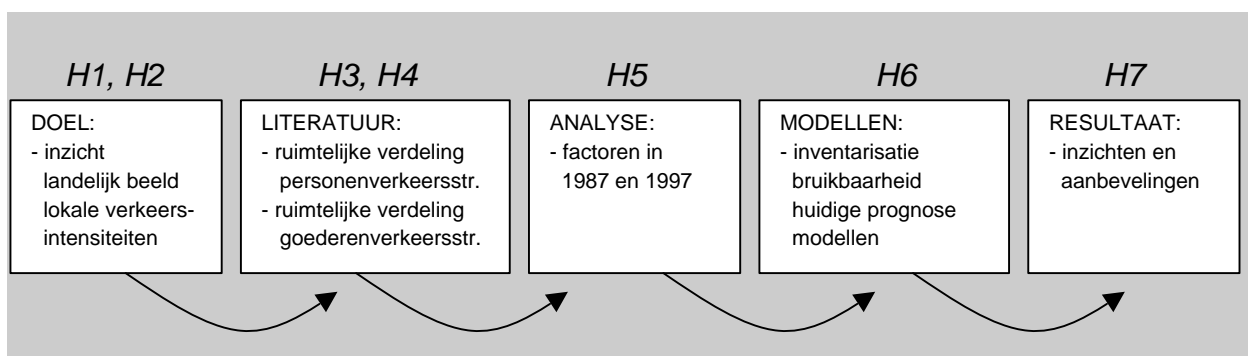 H1, H2
DOEL:
- inzicht
landelijk beeld
lokale verkeers-
intensiteiten
H3, H4
LITERATUUR:
- ruimtelijke verdeling
personenverkeersstr.
- ruimtelijke verdeling
goederenverkeersstr.
H5
ANALYSE:
- factoren in
1987 en 1997
H6
MODELLEN:
- inventarisatie
bruikbaarheid
huidige prognose
modellen
H7
RESULTAAT:
- inzichten en
aanbevelingen